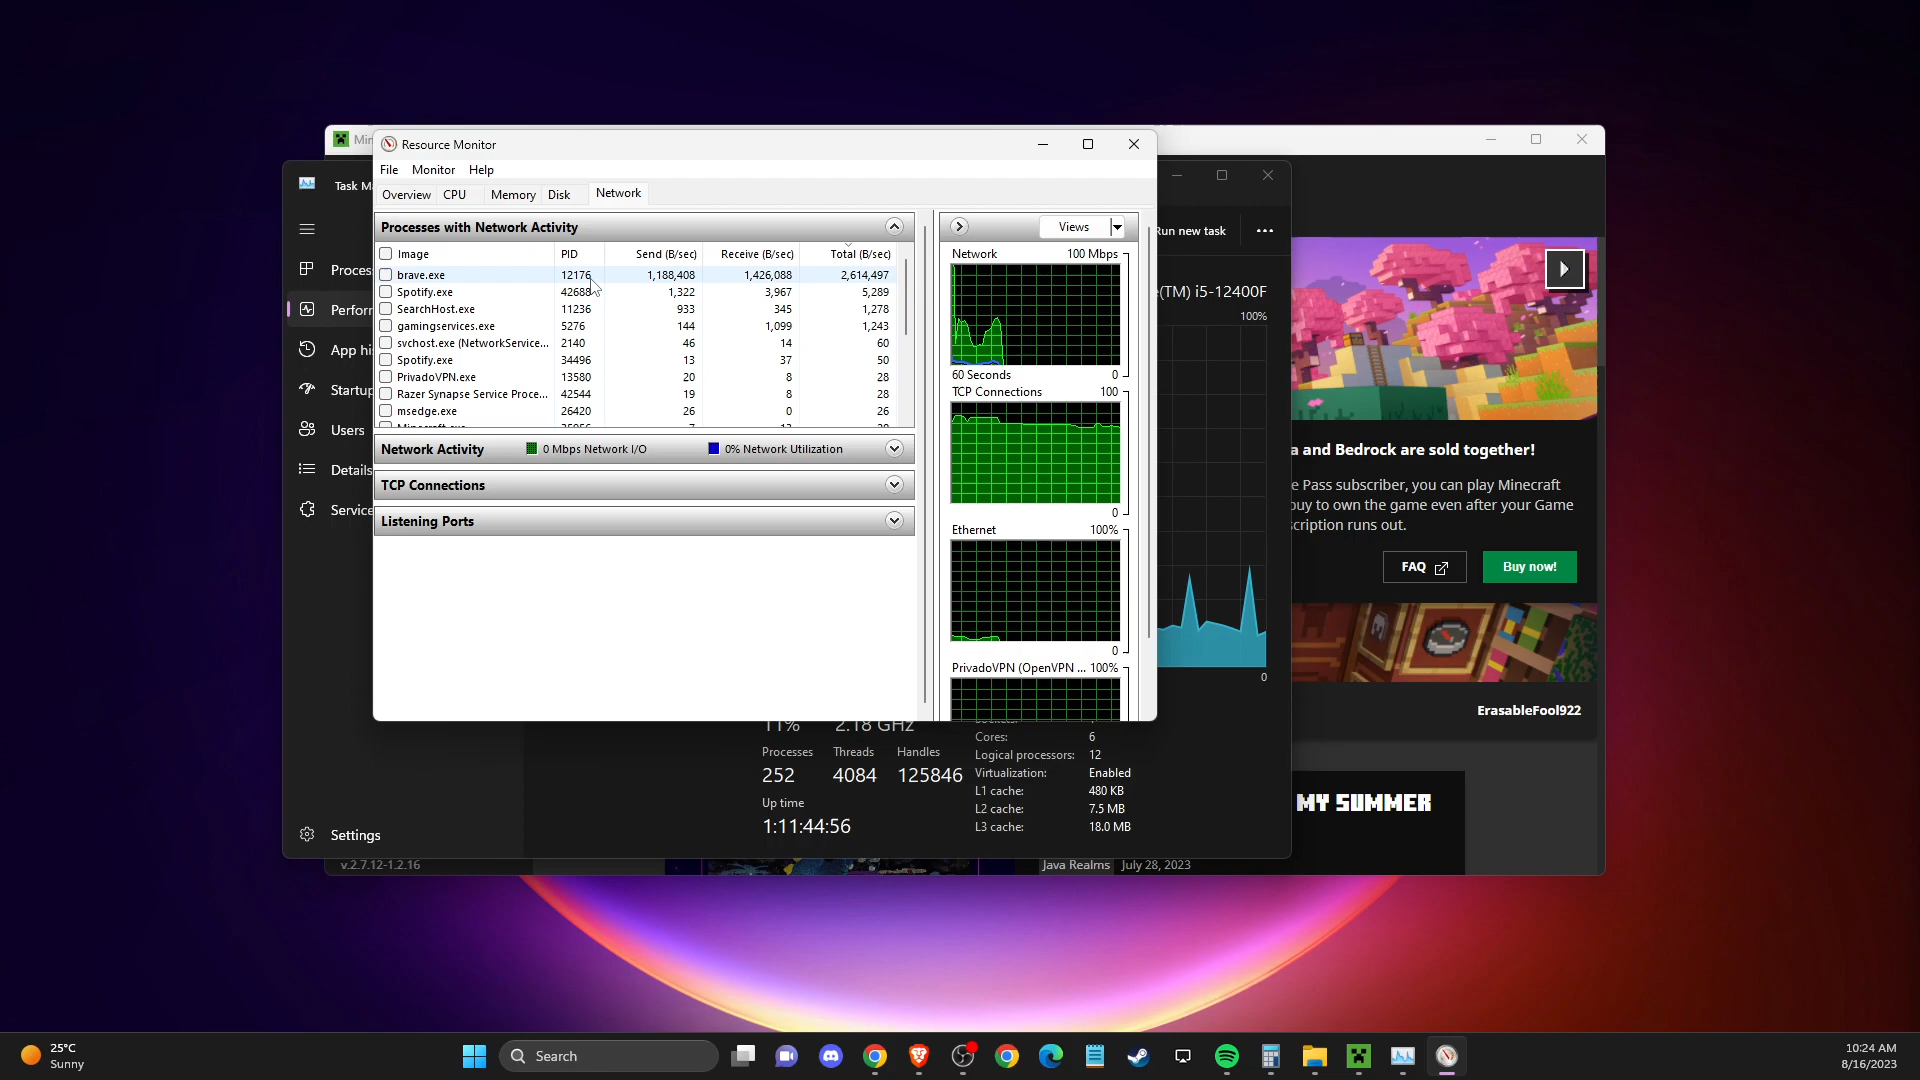 Min
Resource Monitor
File Monitor Help
Overview CPU Memory Disk Network
Processes with Network Activity
Image PID Send (B/sec) Receive (B/sec) Total (B/sec)
brave.exe 12176 1,188,408 1,426,088 2,614,497
Spotify.exe 42688 1,322 3,967 5,289
SearchHost.exe 11236 933 345 1,278
gamingservices.exe 5276 144 1,099 1,243
svchost.exe (NetworkService... 2140 46 14 60
Spotify.exe 34496 13 37 50
PrivadoVPN.exe 13580 20 8 28
Razer Synapse Service Proce... 42544 19 8 28
msedge.exe 26420 26 0 26
Network Activity 0 Mbps Network I/O 0% Network Utilization
TCP Connections
Listening Ports
Views
Network 100 Mbps
60 Seconds 0
TCP Connections 100
0
Ethernet 100%
0
PrivadoVPN (OpenVPN ... 100%
Task Ma
Proces
Perforr
App hi
Startup
Users
Details
Service
Settings
Run new task
(TM) i5-12400F
100%
0
11% 2.18 GHz
Processes Threads Handles
252 4084 125846
Up time
1:11:44:56
Cores: 6
Logical processors: 12
Virtualization: Enabled
L1 cache: 480 KB
L2 cache: 7.5 MB
L3 cache: 18.0 MB
a and Bedrock are sold together!
e Pass subscriber, you can play Minecraft
buy to own the game even after your Game
scription runs out.
FAQ
Buy now!
ErasableFool922
MY SUMMER
v.2.7.12-1.2.16
Java Realms July 28, 2023
25°C
Sunny
Search
10:24 AM
8/16/2023